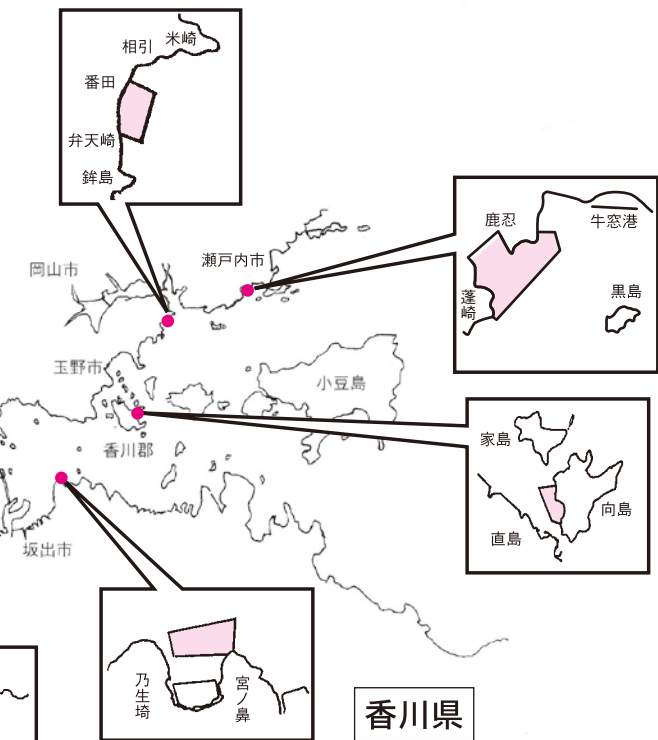 米崎
相引
番田
弁天崎
鉾島
鹿忍
牛窓港
蓬崎
黒島
瀬戸内市
岡山市
玉野市
小豆島
香川郡
家島
向島
直島
坂出市
乃生埼
宮ノ鼻
香川県